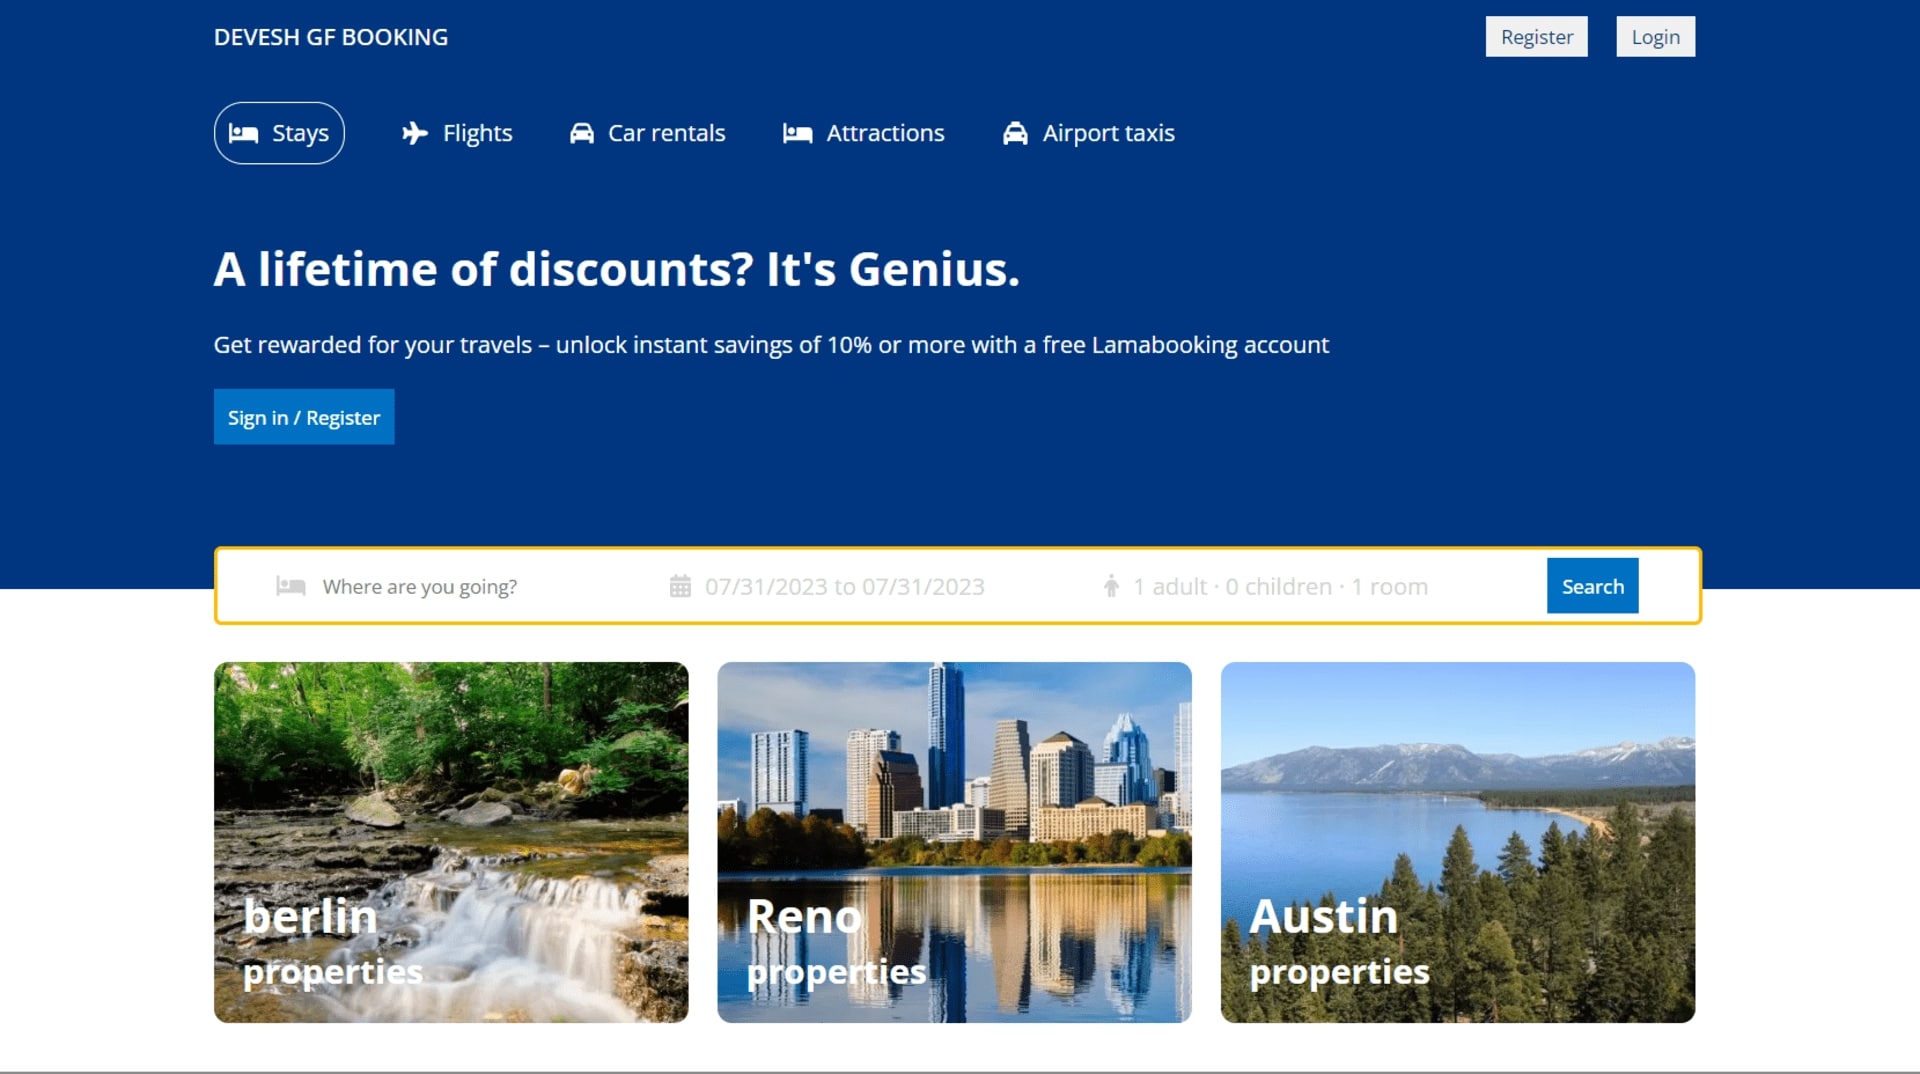 DEVESH GF BOOKING
Register
Login
Stays
Flights
Car rentals
Attractions
Airport taxis
A lifetime of discounts? It's Genius.
Get rewarded for your travels – unlock instant savings of 10% or more with a free Lamabooking account
Sign in / Register
Where are you going?
07/31/2023 to 07/31/2023
1 adult · 0 children · 1 room
Search
berlin
properties
Reno
properties
Austin
properties